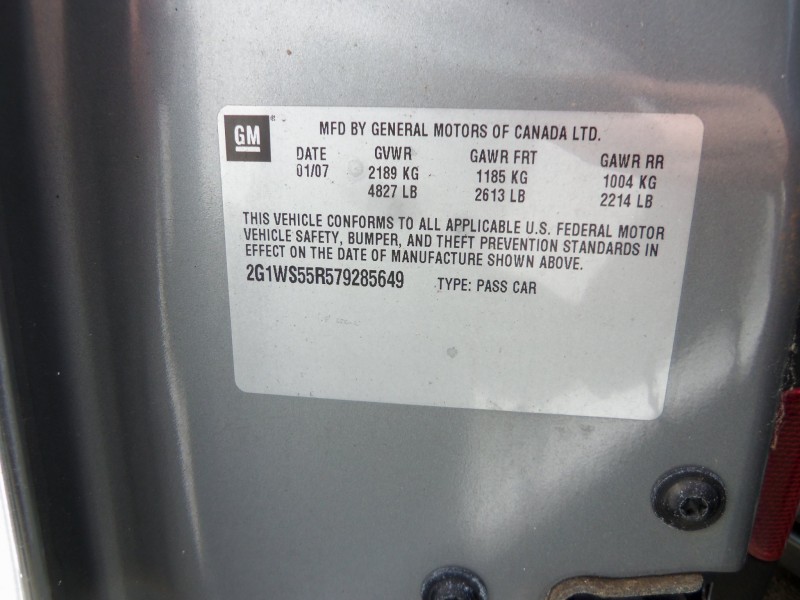 GM MFD BY GENERAL MOTORS OF CANADA LTD.
DATE GVWR GAWR FRT GAWR RR
01/07 2189 KG 1185 KG 1004 KG
4827 LB 2613 LB 2214 LB
THIS VEHICLE CONFORMS TO ALL APPLICABLE U.S. FEDERAL MOTOR
VEHICLE SAFETY, BUMPER, AND THEFT PREVENTION STANDARDS IN
EFFECT ON THE DATE OF MANUFACTURE SHOWN ABOVE.
2G1WS55R579285649 TYPE: PASS CAR